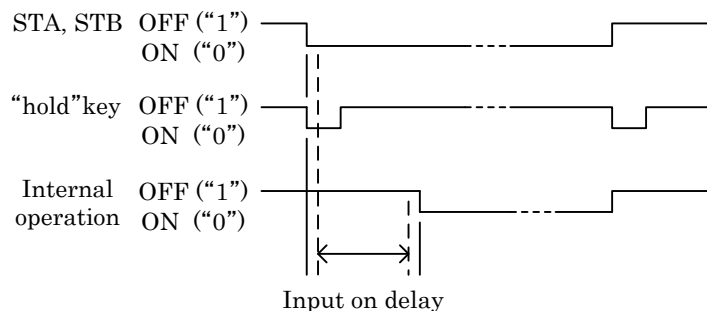 STA, STB OFF (“1”)
ON (“0”)
“hold”key OFF (“1”)
ON (“0”)
Internal operation OFF (“1”)
ON (“0”)
Input on delay